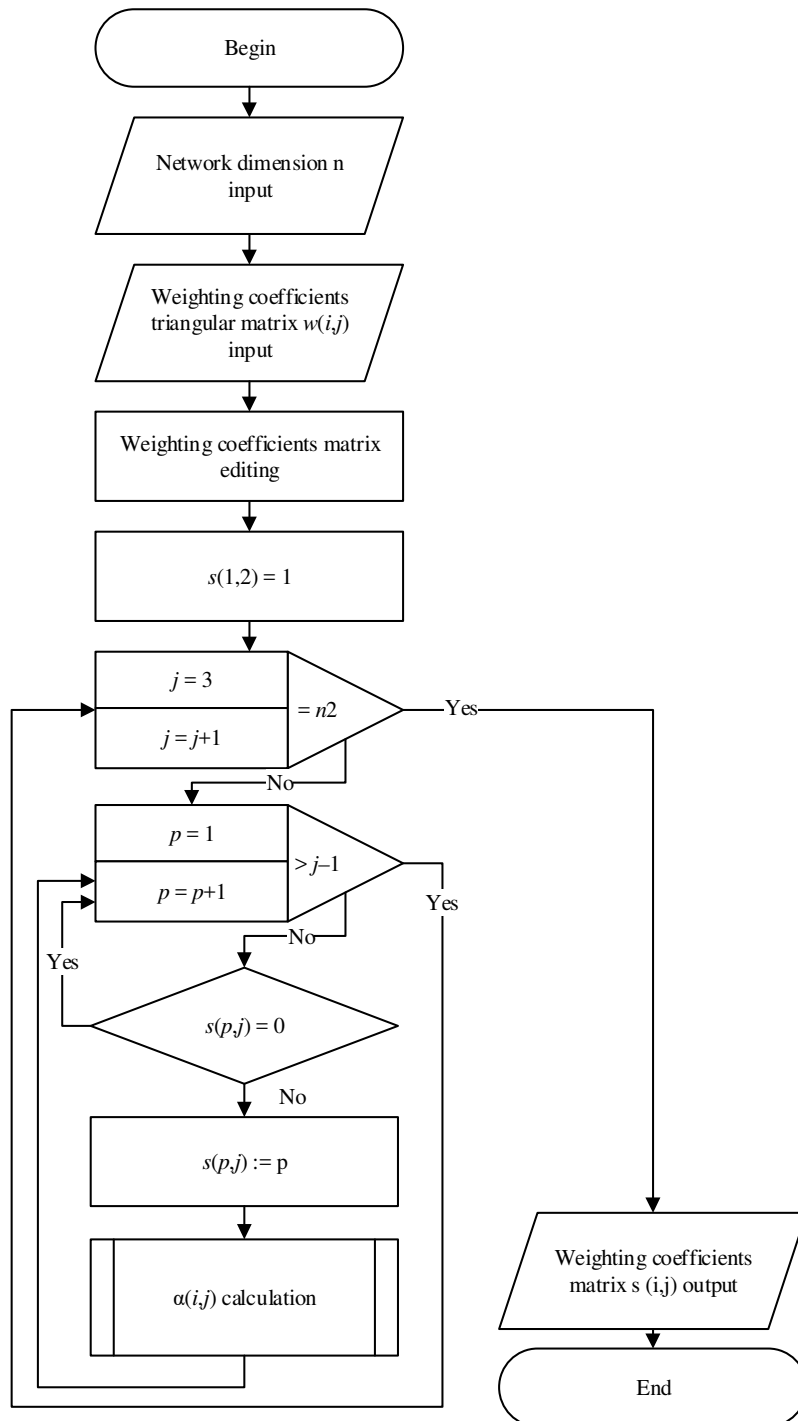 Begin
Network dimension n
input
Weighting coefficients
triangular matrix w(i,j)
input
Weighting coefficients matrix
editing
s(1,2) = 1
j = 3
j = j+1
= n2
Yes
No
p = 1
p = p+1
> j–1
Yes
No
Yes
s(p,j) = 0
No
s(p,j) := p
α(i,j) calculation
Weighting coefficients
matrix s (i,j) output
End